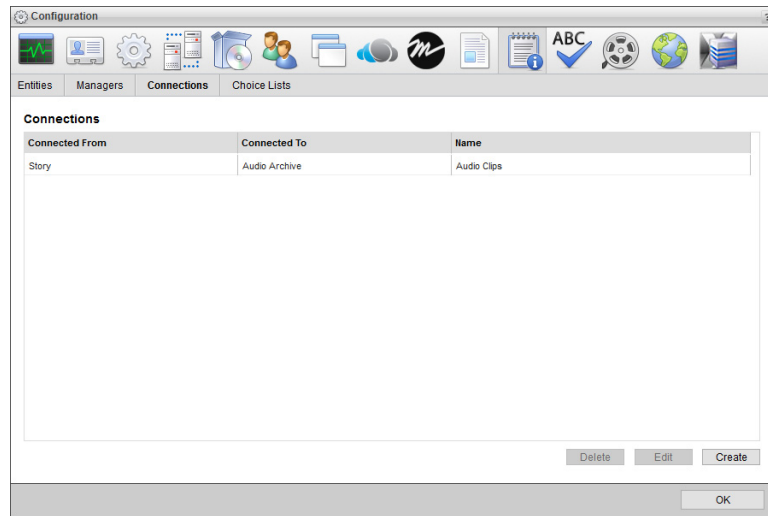 Configuration
ABC
Entities Managers Connections Choice Lists
Connections
Connected From Connected To Name
Story Audio Archive Audio Clips
Delete Edit Create
OK